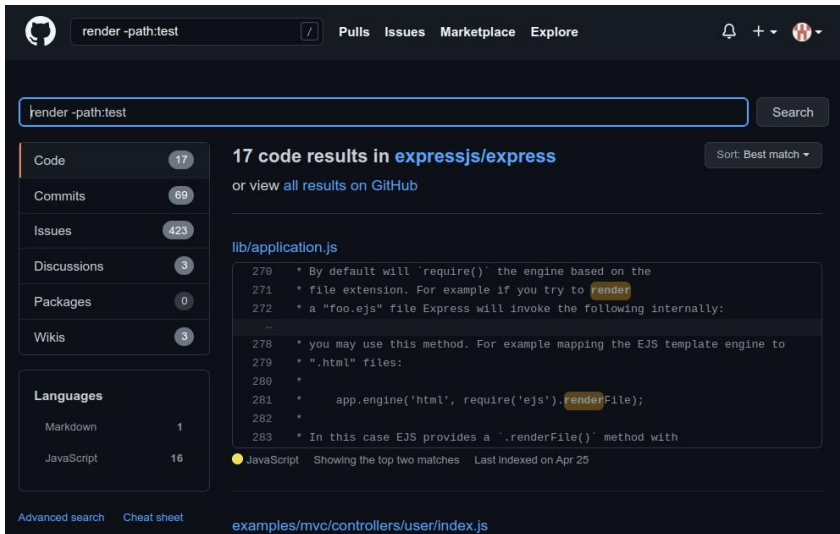 render -path:test / Pulls Issues Marketplace Explore
render -path:test Search
Code 17
Commits 69
Issues 423
Discussions 3
Packages 0
Wikis 3
Languages
Markdown 1
JavaScript 16
Advanced search Cheat sheet
17 code results in expressjs/express Sort: Best match
or view all results on GitHub
lib/application.js
270 * By default will `require()` the engine based on the
271 * file extension. For example if you try to render
272 * a "foo.ejs" file Express will invoke the following internally:
…
278 * you may use this method. For example mapping the EJS template engine to
279 * ".html" files:
280 *
281 * app.engine('html', require('ejs').renderFile);
282 *
283 * In this case EJS provides a `.renderFile()` method with
JavaScript Showing the top two matches Last indexed on Apr 25
examples/mvc/controllers/user/index.js